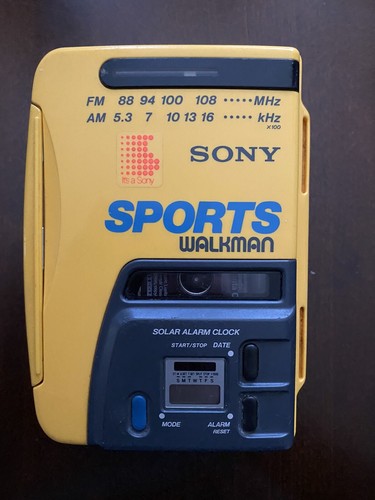 FM 88 94 100 108 ····· MHz
AM 5.3 7 10 13 16 ····· kHz
x100
It's a Sony
SONY
SPORTS
WALKMAN
SOLAR ALARM CLOCK
START/STOP DATE
S M T W T F S
MODE ALARM
RESET